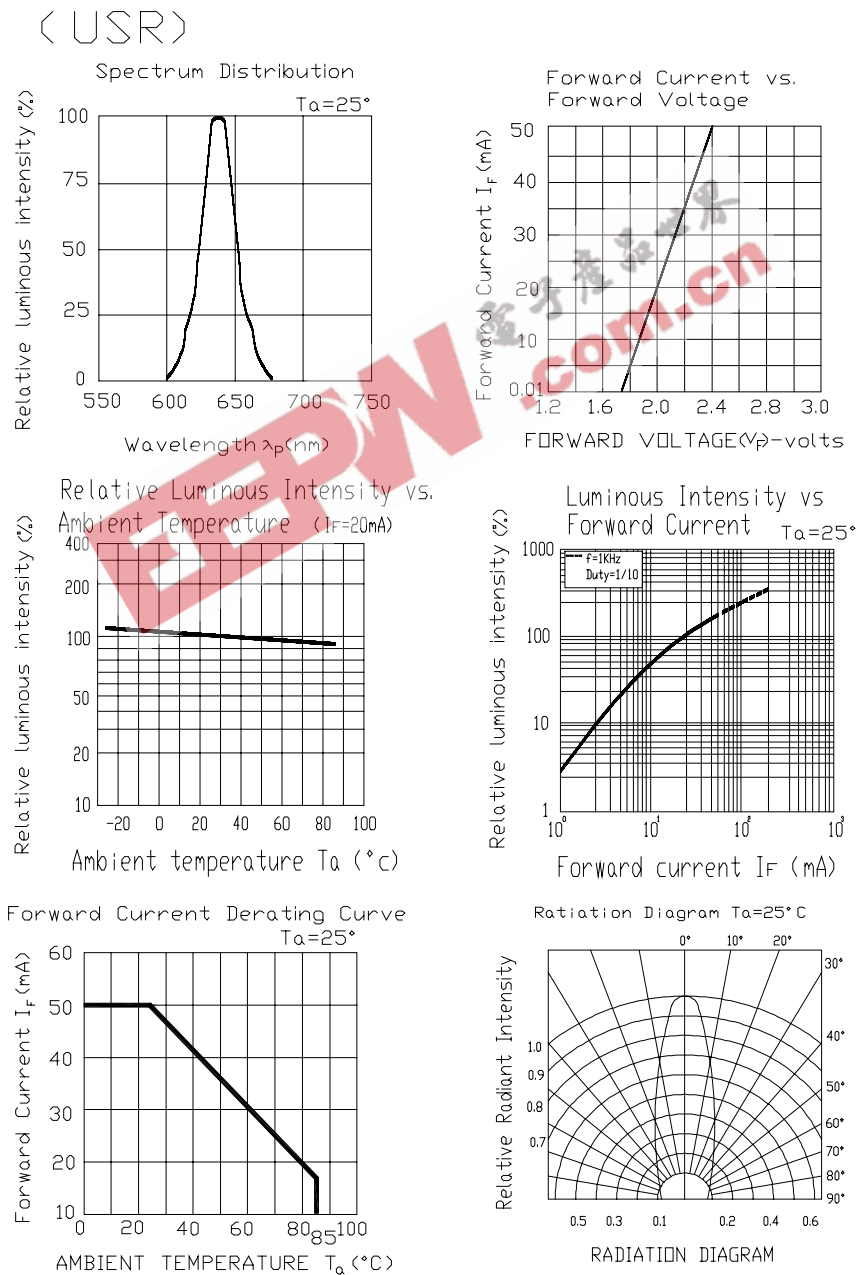 (USR)
Spectrum Distribution
Ta=25°
Relative luminous intensity (%)
100
75
50
25
0
550 600 650 700 750
Wavelength λp(nm)
Forward Current vs.
Forward Voltage
Forward Current IF(mA)
50
40
30
20
10
0.01
1.2 1.6 2.0 2.4 2.8 3.0
FORWARD VOLTAGE(VF)-volts
電子產品世界
EEPW.com.cn
Relative Luminous Intensity vs.
Ambient Temperature (IF=20mA)
Relative luminous intensity (%)
400
200
100
50
20
10
-20 0 20 40 60 80 100
Ambient temperature Ta (°c)
Luminous Intensity vs
Forward Current
Ta=25°
Relative luminous intensity (%)
f=1KHz
Duty=1/10
1000
100
10
1
10⁰ 10¹ 10² 10³
Forward current IF (mA)
Forward Current Derating Curve
Ta=25°
Forward Current IF (mA)
60
50
40
30
20
10
0 20 40 60 80 85 100
AMBIENT TEMPERATURE Ta (°C)
Ratiation Diagram Ta=25°C
Relative Radiant Intensity
0° 10° 20°
30°
40°
50°
60°
70°
80°
90°
1.0
0.9
0.8
0.7
0.5 0.3 0.1 0.2 0.4 0.6
RADIATION DIAGRAM